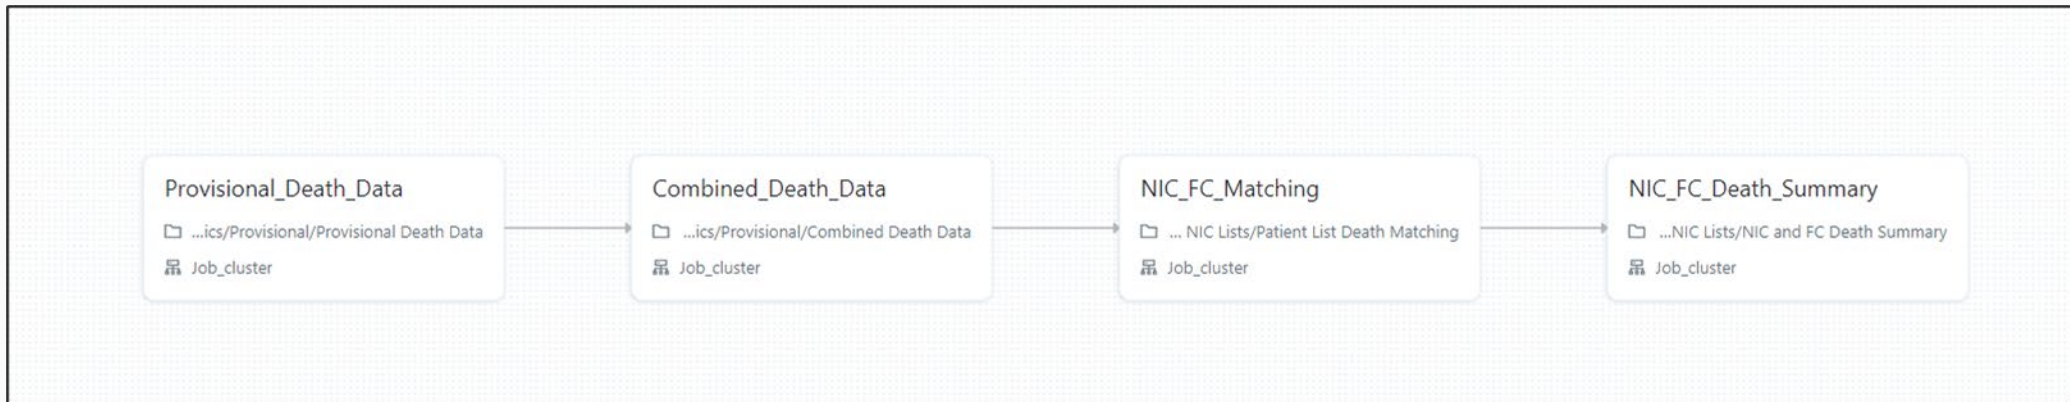 Provisional_Death_Data
...ics/Provisional/Provisional Death Data
Job_cluster
Combined_Death_Data
...ics/Provisional/Combined Death Data
Job_cluster
NIC_FC_Matching
... NIC Lists/Patient List Death Matching
Job_cluster
NIC_FC_Death_Summary
...NIC Lists/NIC and FC Death Summary
Job_cluster